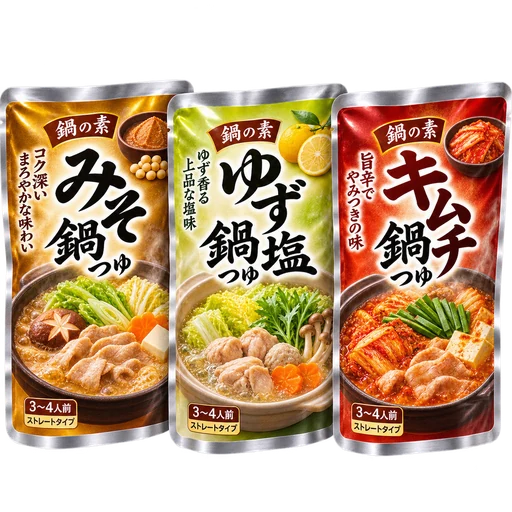 鍋の素
コク深い
まろやかな味わい
みそ
鍋つゆ
3〜4人前
ストレートタイプ
鍋の素
ゆず香る
上品な塩味
ゆず塩
鍋つゆ
3〜4人前
ストレートタイプ
鍋の素
旨辛で
やみつきの味
キムチ
鍋つゆ
3〜4人前
ストレートタイプ